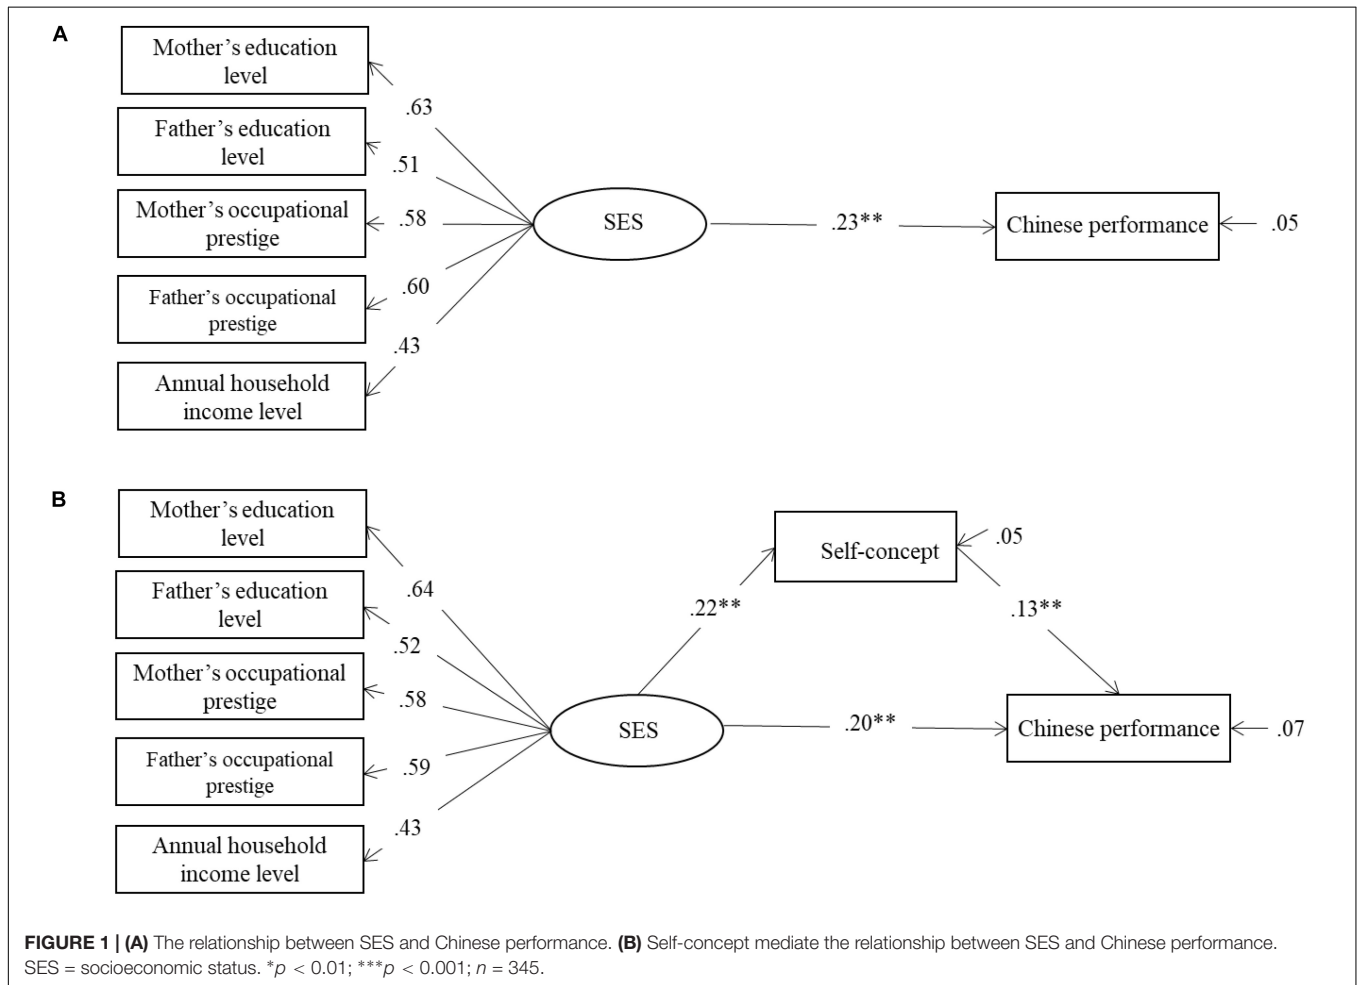 A
Mother’s education
level
.63
Father’s education
level
.51
Mother’s occupational
prestige
.58
SES
.23**
Chinese performance
.05
Father’s occupational
prestige
.60
.43
Annual household
income level
B
Mother’s education
level
Self-concept
.05
.64
Father’s education
level
.22**
.13**
.52
Mother’s occupational
prestige
.58
SES
.20**
Chinese performance
.07
Father’s occupational
prestige
.59
.43
Annual household
income level
FIGURE 1 | (A) The relationship between SES and Chinese performance. (B) Self-concept mediate the relationship between SES and Chinese performance.
SES = socioeconomic status. *p < 0.01; ***p < 0.001; n = 345.